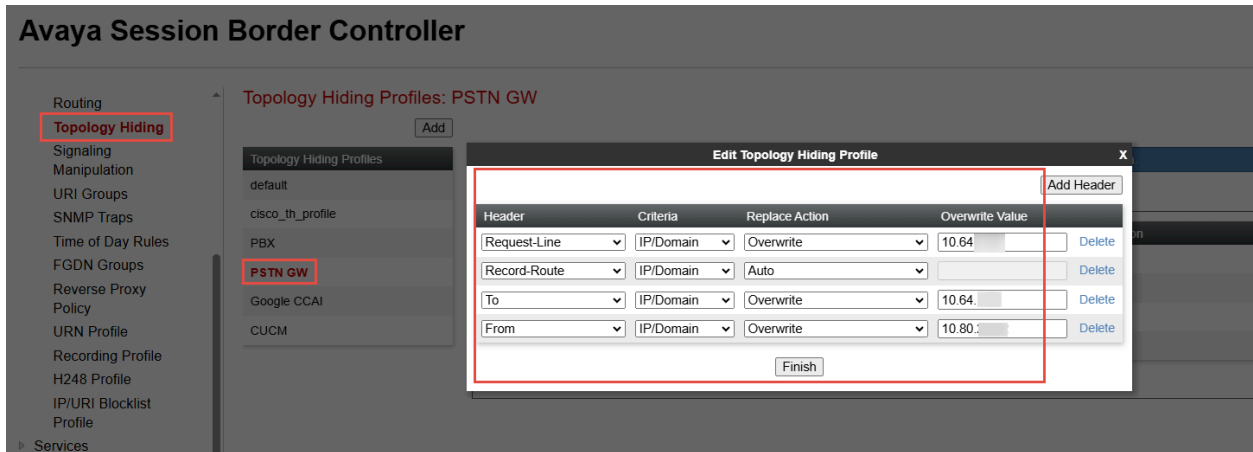 Avaya Session Border Controller
Routing
Topology Hiding
Signaling
Manipulation
URI Groups
SNMP Traps
Time of Day Rules
FGDN Groups
Reverse Proxy
Policy
URN Profile
Recording Profile
H248 Profile
IP/URI Blocklist
Profile
Services
Topology Hiding Profiles: PSTN GW
Add
Topology Hiding Profiles
default
cisco_th_profile
PBX
PSTN GW
Google CCAI
CUCM
Edit Topology Hiding Profile X
Add Header
Header Criteria Replace Action Overwrite Value
Request-Line IP/Domain Overwrite 10.64 Delete
Record-Route IP/Domain Auto Delete
To IP/Domain Overwrite 10.64. Delete
From IP/Domain Overwrite 10.80. Delete
Finish